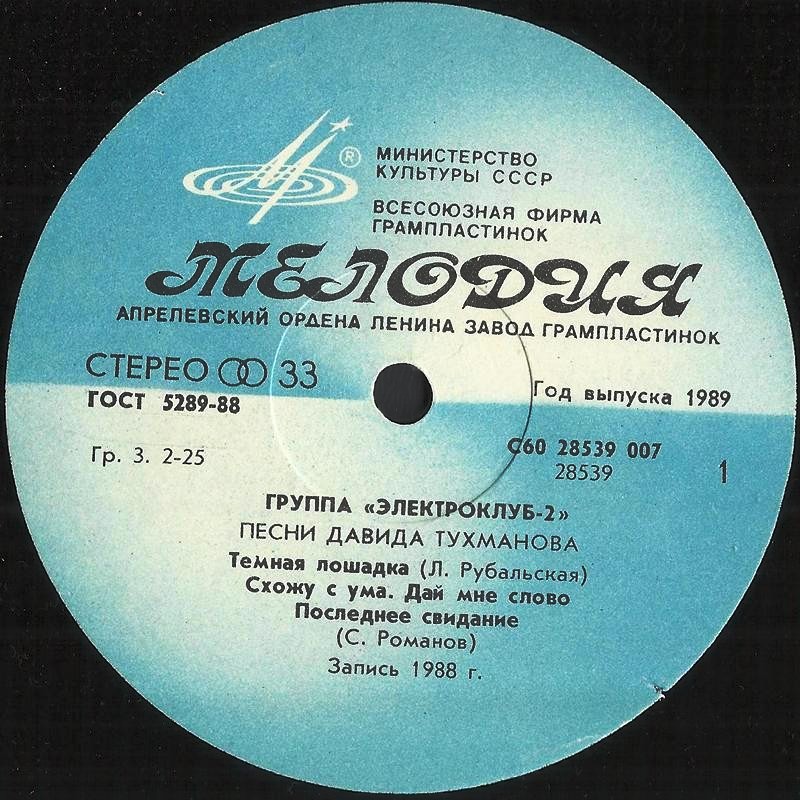 ®
МИНИСТЕРСТВО
КУЛЬТУРЫ СССР
ВСЕСОЮЗНАЯ ФИРМА
ГРАМПЛАСТИНОК
МЕЛОДИЯ
АПРЕЛЕВСКИЙ ОРДЕНА ЛЕНИНА ЗАВОД ГРАМПЛАСТИНОК
СТЕРЕО 33
ГОСТ 5289-88
Год выпуска 1989
Гр. 3. 2-25
С60 28539 007
28539
1
ГРУППА «ЭЛЕКТРОКЛУБ-2»
ПЕСНИ ДАВИДА ТУХМАНОВА
Темная лошадка (Л. Рубальская)
Схожу с ума. Дай мне слово
Последнее свидание
(С. Романов)
Запись 1988 г.